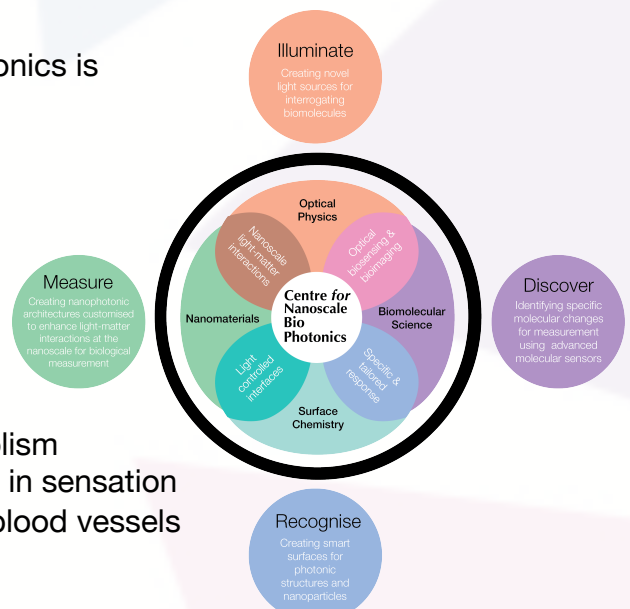 onics is
Illuminate
Creating novel
light sources for
interrogating
biomolecules
Optical
Physics
Nanoscale
light-matter
interactions
Optical
biosensing &
biomaging
Measure
Creating nanophotonic
architectures customised
to enhance light-matter
interactions at the
nanoscale for biological
measurement
Nanomaterials
Centre for
Nanoscale
Bio
Photonics
Biomolecular
Science
Discover
Identifying specific
molecular changes
for measurement
using advanced
molecular sensors
Light
controlled
interfaces
Specific &
tailored
response
Surface
Chemistry
lism
in sensation
blood vessels
Recognise
Creating smart
surfaces for
photonic
structures and
nanoparticles